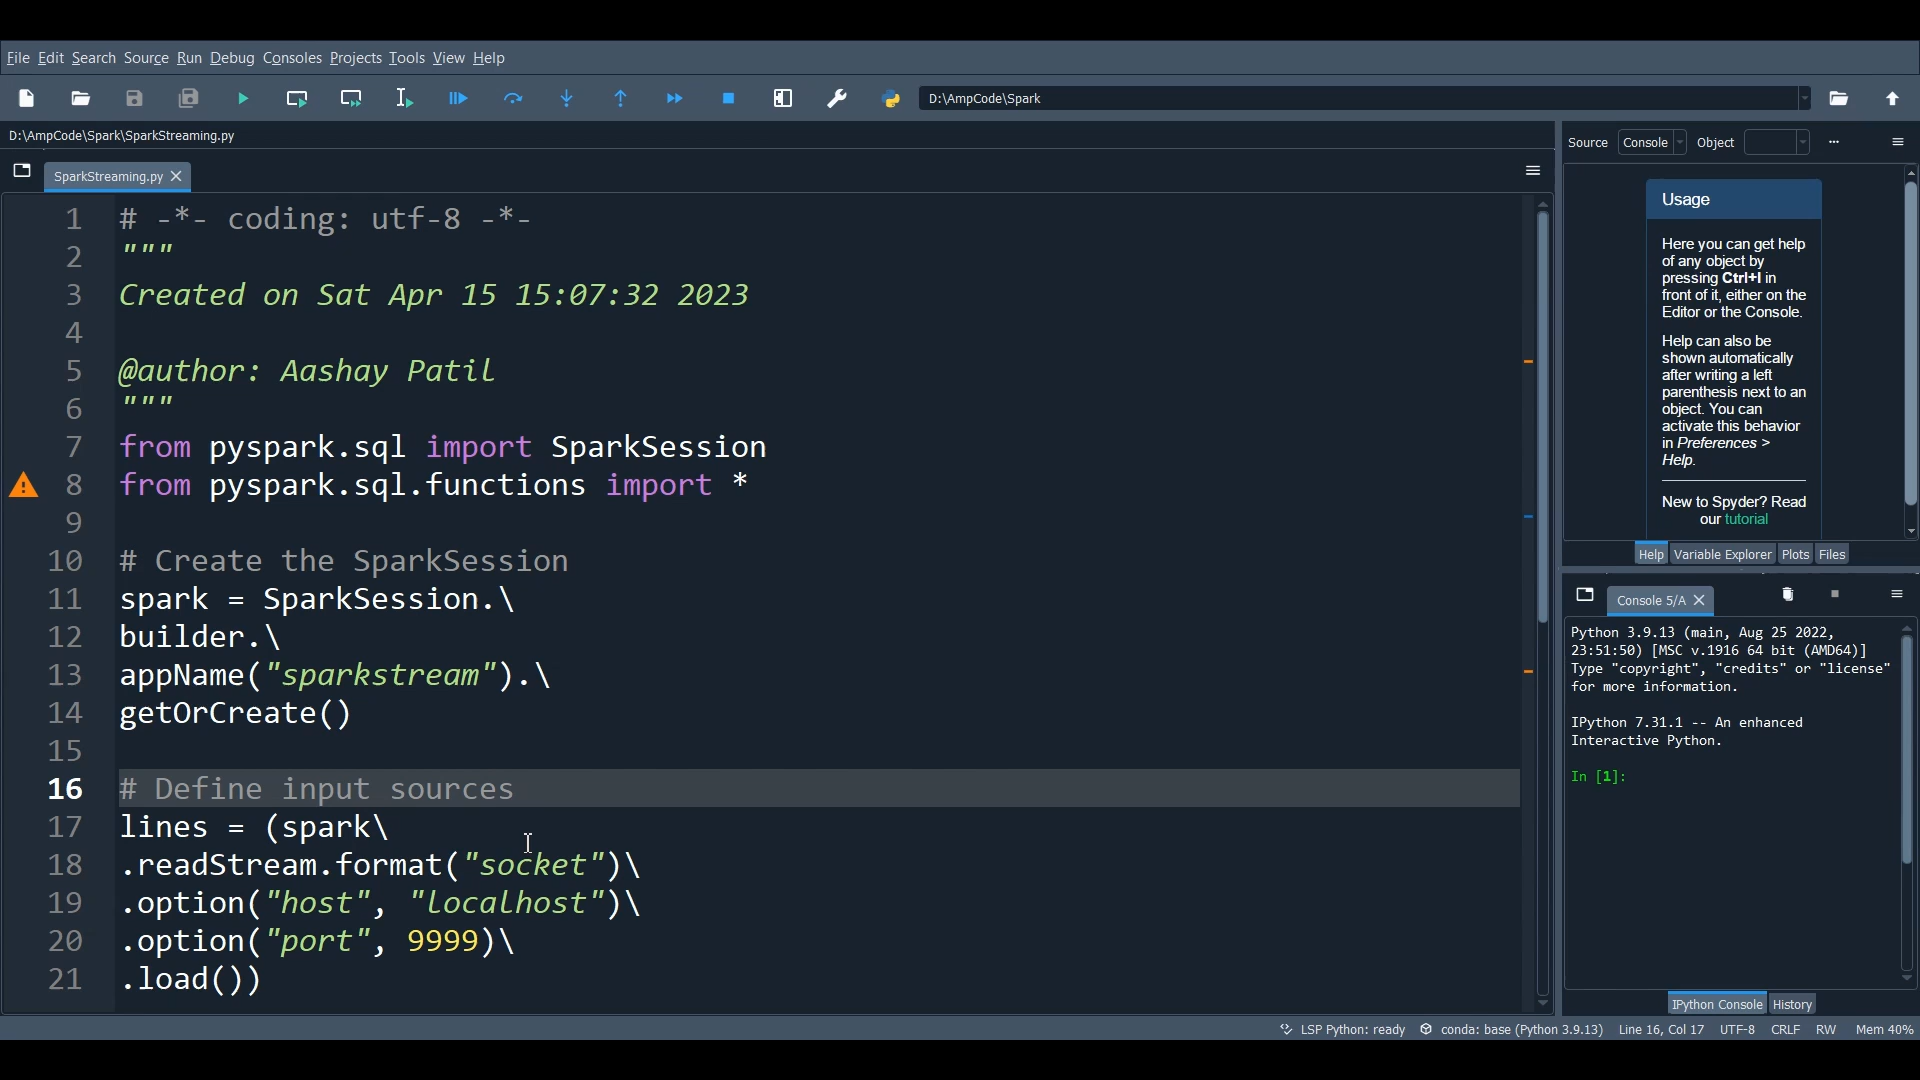 File Edit Search Source Run Debug Consoles Projects Tools View Help
D:\AmpCode\Spark
D:\AmpCode\Spark\SparkStreaming.py
SparkStreaming.py
1 # -*- coding: utf-8 -*-
2 """
3 Created on Sat Apr 15 15:07:32 2023
4
5 @author: Aashay Patil
6 """
7 from pyspark.sql import SparkSession
8 from pyspark.sql.functions import *
9
10 # Create the SparkSession
11 spark = SparkSession.\
12 builder.\
13 appName("sparkstream").\
14 getOrCreate()
15
16 # Define input sources
17 lines = (spark\
18 .readStream.format("socket")\
19 .option("host", "localhost")\
20 .option("port", 9999)\
21 .load())
Source Console Object
Usage
Here you can get help
of any object by
pressing Ctrl+I in
front of it, either on the
Editor or the Console.
Help can also be
shown automatically
after writing a left
parenthesis next to an
object. You can
activate this behavior
in Preferences >
Help.
New to Spyder? Read
our tutorial
Help Variable Explorer Plots Files
Console 5/A
Python 3.9.13 (main, Aug 25 2022,
23:51:50) [MSC v.1916 64 bit (AMD64)]
Type "copyright", "credits" or "license"
for more information.
IPython 7.31.1 -- An enhanced
Interactive Python.
In [1]:
IPython Console History
LSP Python: ready conda: base (Python 3.9.13) Line 16, Col 17 UTF-8 CRLF RW Mem 40%